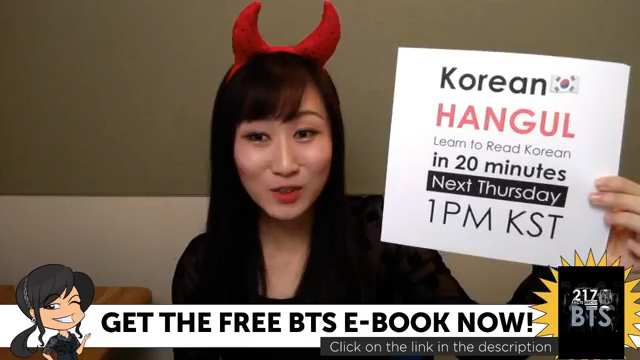 Korean
HANGUL
Learn to Read Korean
in 20 minutes
Next Thursday
1PM KST
GET THE FREE BTS E-BOOK NOW!
Click on the link in the description
217
BTS